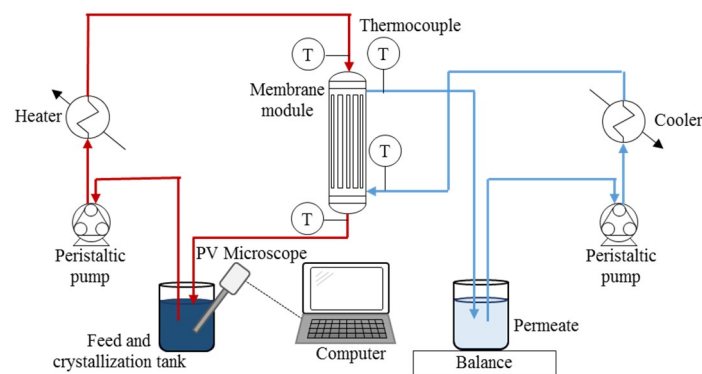 Thermocouple
T
T
Membrane
module
Heater
Cooler
T
T
Peristaltic
pump
PV Microscope
Peristaltic
pump
Feed and
crystallization tank
Computer
Permeate
Balance